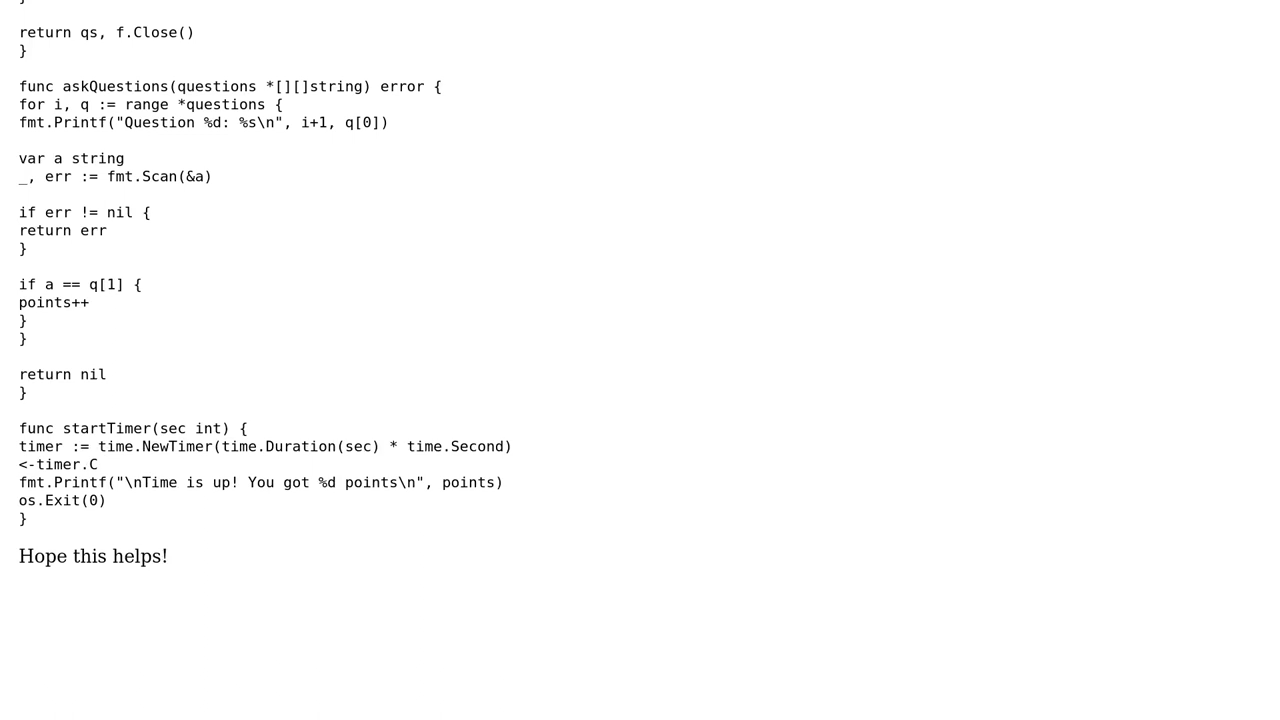 }
return qs, f.Close()
}
func askQuestions(questions *[][]string) error {
for i, q := range *questions {
fmt.Printf("Question %d: %s\n", i+1, q[0])
var a string
_, err := fmt.Scan(&a)
if err != nil {
return err
}
if a == q[1] {
points++
}
}
return nil
}
func startTimer(sec int) {
timer := time.NewTimer(time.Duration(sec) * time.Second)
<-timer.C
fmt.Printf("\nTime is up! You got %d points\n", points)
os.Exit(0)
}
Hope this helps!